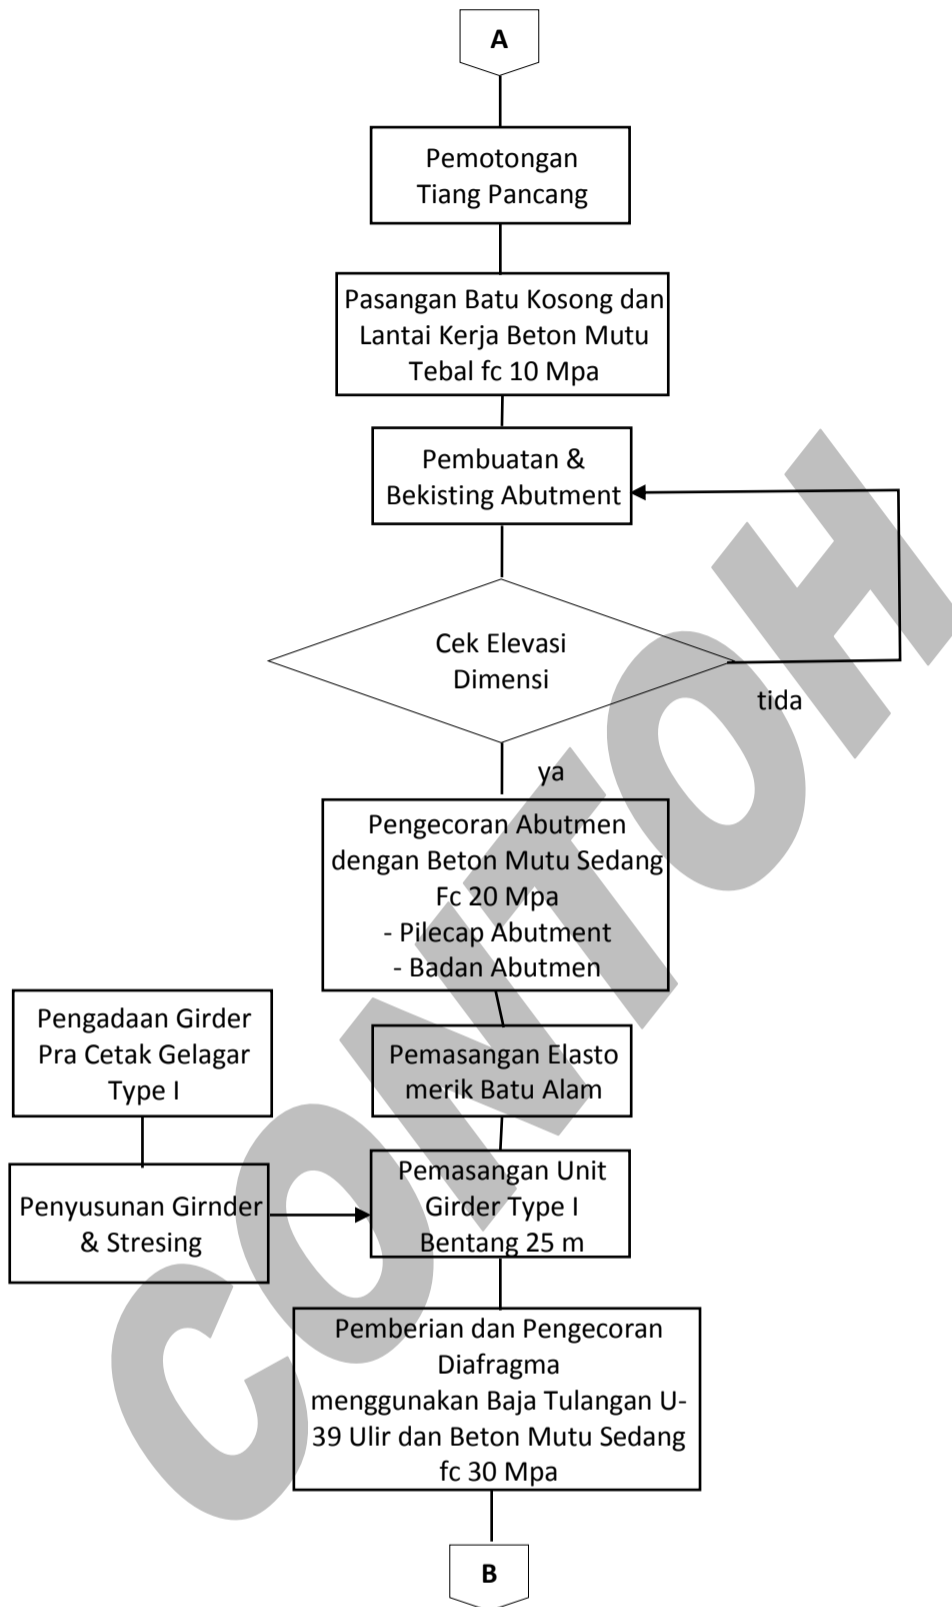 A
Pemotongan
Tiang Pancang
Pasangan Batu Kosong dan
Lantai Kerja Beton Mutu
Tebal fc 10 Mpa
Pembuatan &
Bekisting Abutment
Cek Elevasi
Dimensi
tida
ya
Pengecoran Abutmen
dengan Beton Mutu Sedang
Fc 20 Mpa
- Pilecap Abutment
- Badan Abutmen
Pengadaan Girder
Pra Cetak Gelagar
Type I
Pemasangan Elasto
merik Batu Alam
Penyusunan Girnder
& Stresing
Pemasangan Unit
Girder Type I
Bentang 25 m
Pemberian dan Pengecoran
Diafragma
menggunakan Baja Tulangan U-
39 Ulir dan Beton Mutu Sedang
fc 30 Mpa
B
CONTOH